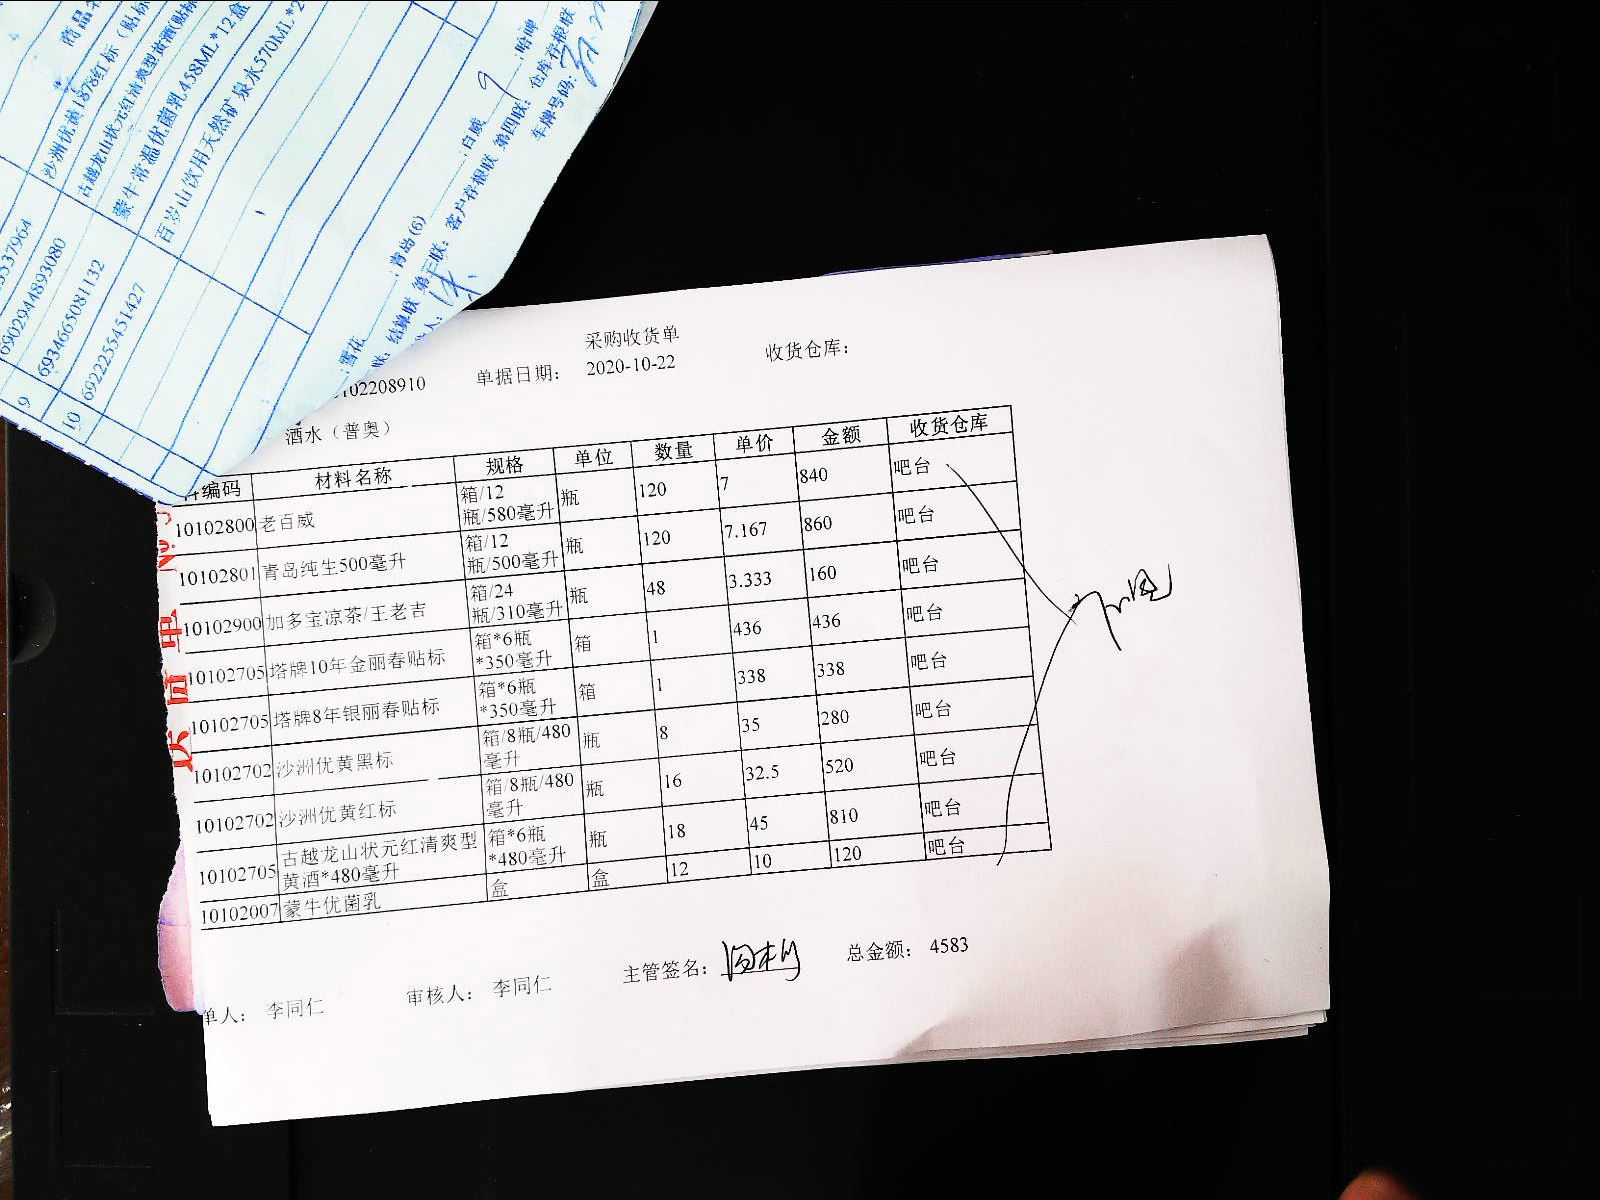 商品名
沙洲优黄1878红标（贴标
古越龙山状元红清爽型黄酒(贴标
6902944893080
蒙牛常温优菌乳458ML*12盒
9
6934665081132
百岁山饮用天然矿泉水570ML*2
10
6922255451427
雪花
:青岛(6)
:百威
9
:哈啤
联: 结算联 第三联: 客户存根联 第四联: 仓库存根联
车牌号码:
采购收货单
102208910
单据日期: 2020-10-22
收货仓库:
酒水（普奥）
编码 材料名称 规格 单位 数量 单价 金额 收货仓库
10102800 老百威 箱/12瓶/580毫升 瓶 120 7 840 吧台
10102801 青岛纯生500毫升 箱/12瓶/500毫升 瓶 120 7.167 860 吧台
10102900 加多宝凉茶/王老吉 箱/24瓶/310毫升 瓶 48 3.333 160 吧台
10102705 塔牌10年金丽春贴标 箱*6瓶*350毫升 箱 1 436 436 吧台
10102705 塔牌8年银丽春贴标 箱*6瓶*350毫升 箱 1 338 338 吧台
10102702 沙洲优黄黑标 箱/8瓶/480毫升 瓶 8 35 280 吧台
10102702 沙洲优黄红标 箱/8瓶/480毫升 瓶 16 32.5 520 吧台
10102705 古越龙山状元红清爽型黄酒*480毫升 箱*6瓶*480毫升 瓶 18 45 810 吧台
10102007 蒙牛优菌乳 盒 盒 12 10 120 吧台
单人: 李同仁 审核人: 李同仁 主管签名: 总金额: 4583